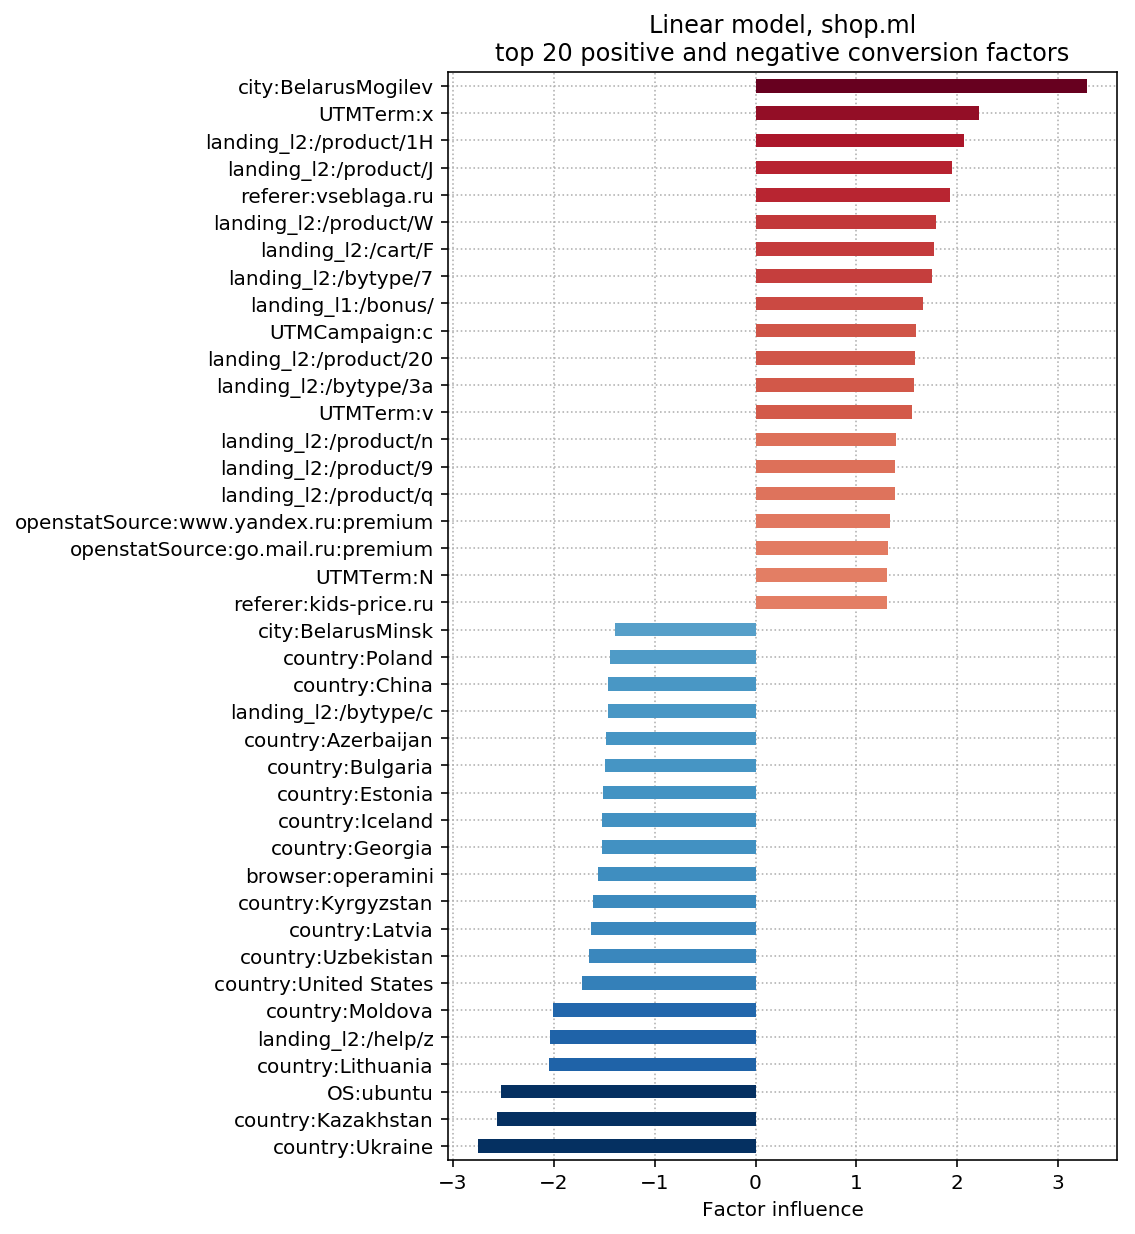 Linear model, shop.ml
top 20 positive and negative conversion factors
city:BelarusMogilev
UTMTerm:x
landing_l2:/product/1H
landing_l2:/product/J
referer:vseblaga.ru
landing_l2:/product/W
landing_l2:/cart/F
landing_l2:/bytype/7
landing_l1:/bonus/
UTMCampaign:c
landing_l2:/product/20
landing_l2:/bytype/3a
UTMTerm:v
landing_l2:/product/n
landing_l2:/product/9
landing_l2:/product/q
openstatSource:www.yandex.ru:premium
openstatSource:go.mail.ru:premium
UTMTerm:N
referer:kids-price.ru
city:BelarusMinsk
country:Poland
country:China
landing_l2:/bytype/c
country:Azerbaijan
country:Bulgaria
country:Estonia
country:Iceland
country:Georgia
browser:operamini
country:Kyrgyzstan
country:Latvia
country:Uzbekistan
country:United States
country:Moldova
landing_l2:/help/z
country:Lithuania
OS:ubuntu
country:Kazakhstan
country:Ukraine
−3 −2 −1 0 1 2 3
Factor influence